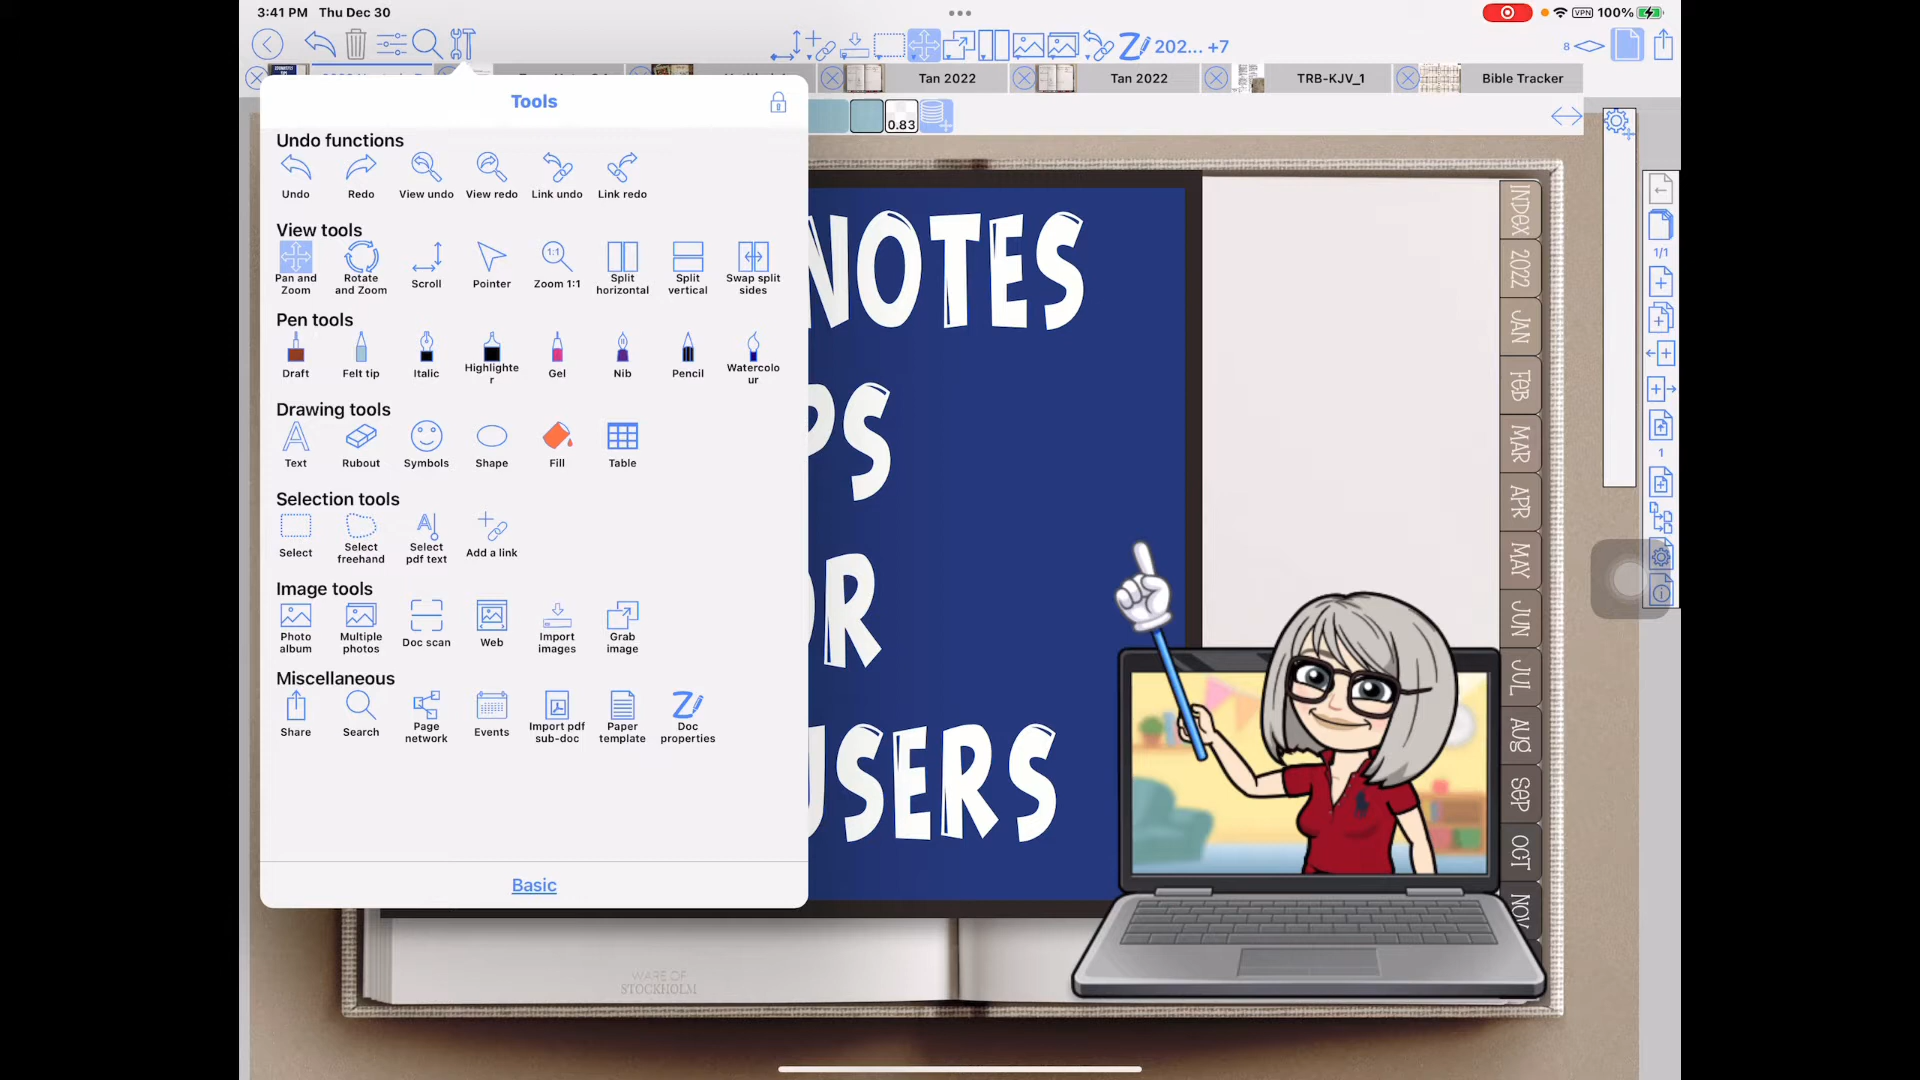 3:41 PM Thu Dec 30
VPN 100%
202... +7
8
Tan 2022
Tan 2022
TRB-KJV_1
Bible Tracker
0.83
Tools
Undo functions
Undo Redo View undo View redo Link undo Link redo
View tools
Pan and Zoom Rotate and Zoom Scroll Pointer 1:1 Zoom 1:1 Split horizontal Split vertical Swap split sides
Pen tools
Draft Felt tip Italic Highlighter Gel Nib Pencil Watercolour
Drawing tools
Text Rubout Symbols Shape Fill Table
Selection tools
Select Select freehand Select pdf text Add a link
Image tools
Photo album Multiple photos Doc scan Web Import images Grab image
Miscellaneous
Share Search Page network Events Import pdf sub-doc Paper template Doc properties
Basic
NOTES
PS
OR
USERS
WARE OF
STOCKHOLM
INDEX
2022
JAN
FEB
MAR
APR
MAY
JUN
JUL
AUG
SEP
OCT
NOV
1/1
1